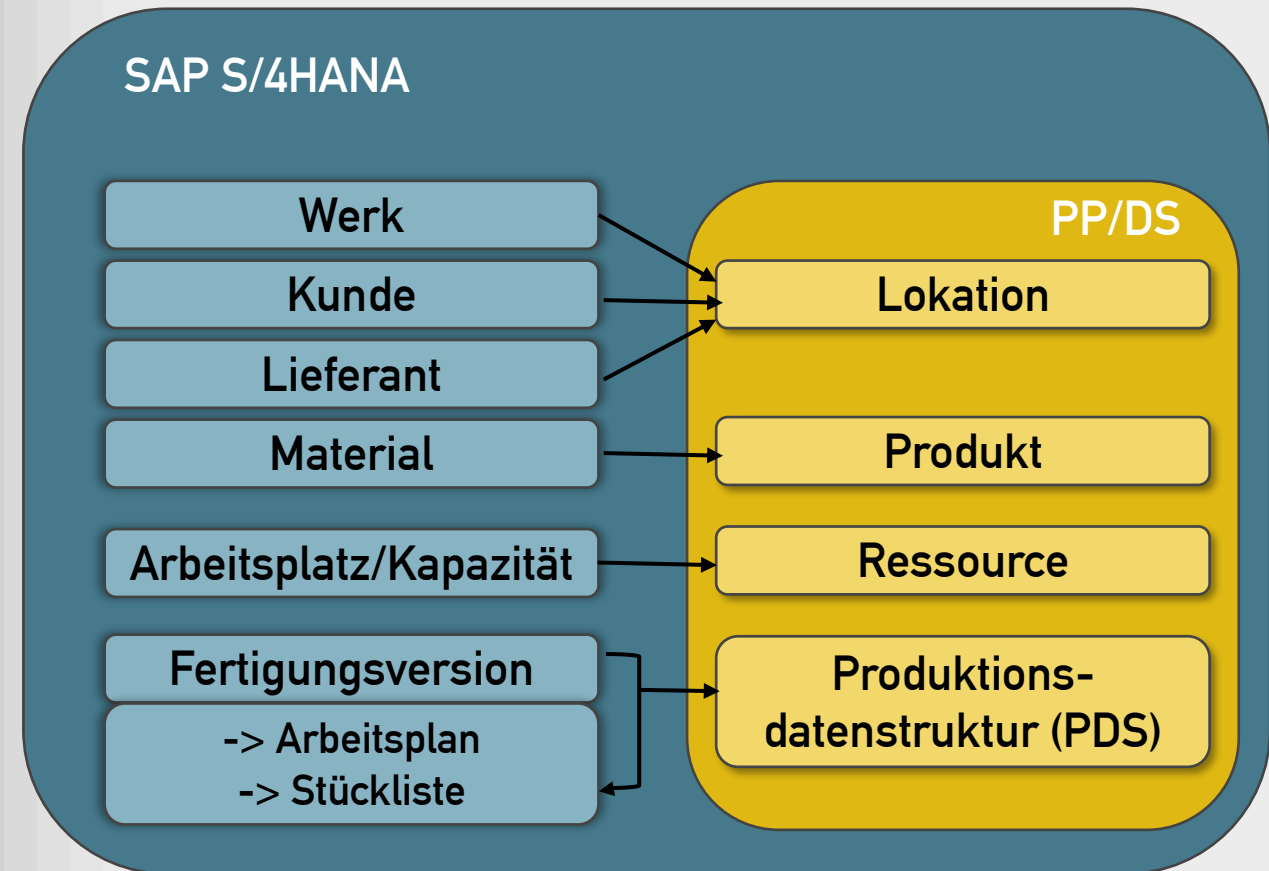 SAP S/4HANA
Werk
Kunde
Lieferant
Material
Arbeitsplatz/Kapazität
Fertigungsversion
-> Arbeitsplan
-> Stückliste
PP/DS
Lokation
Produkt
Ressource
Produktions-
datenstruktur (PDS)